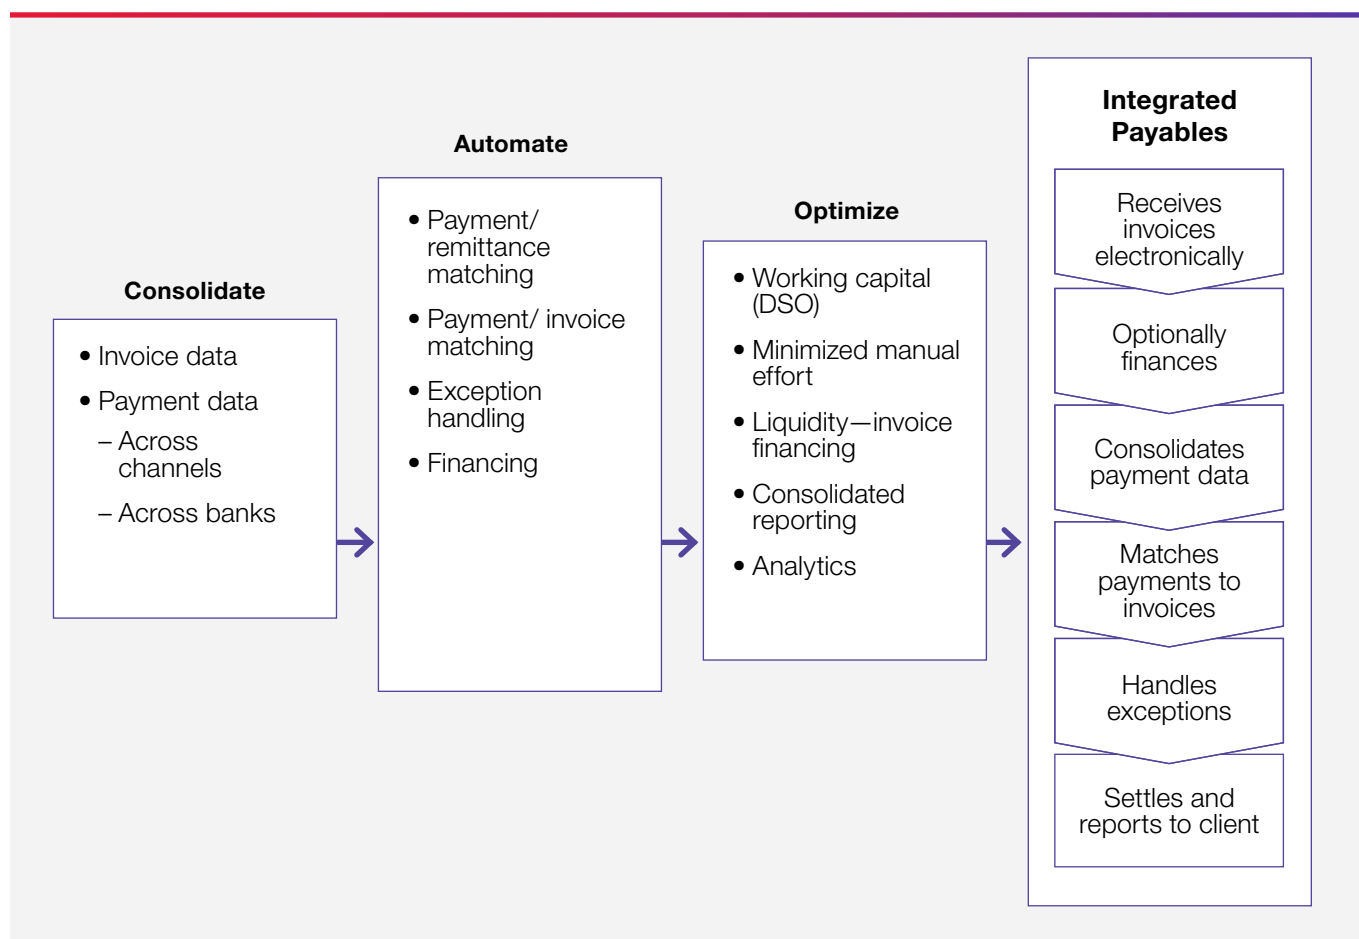 Consolidate
• Invoice data
• Payment data
– Across
channels
– Across banks
Automate
• Payment/
remittance
matching
• Payment/ invoice
matching
• Exception
handling
• Financing
Optimize
• Working capital
(DSO)
• Minimized manual
effort
• Liquidity—invoice
financing
• Consolidated
reporting
• Analytics
Integrated
Payables
Receives
invoices
electronically
Optionally
finances
Consolidates
payment data
Matches
payments to
invoices
Handles
exceptions
Settles and
reports to client